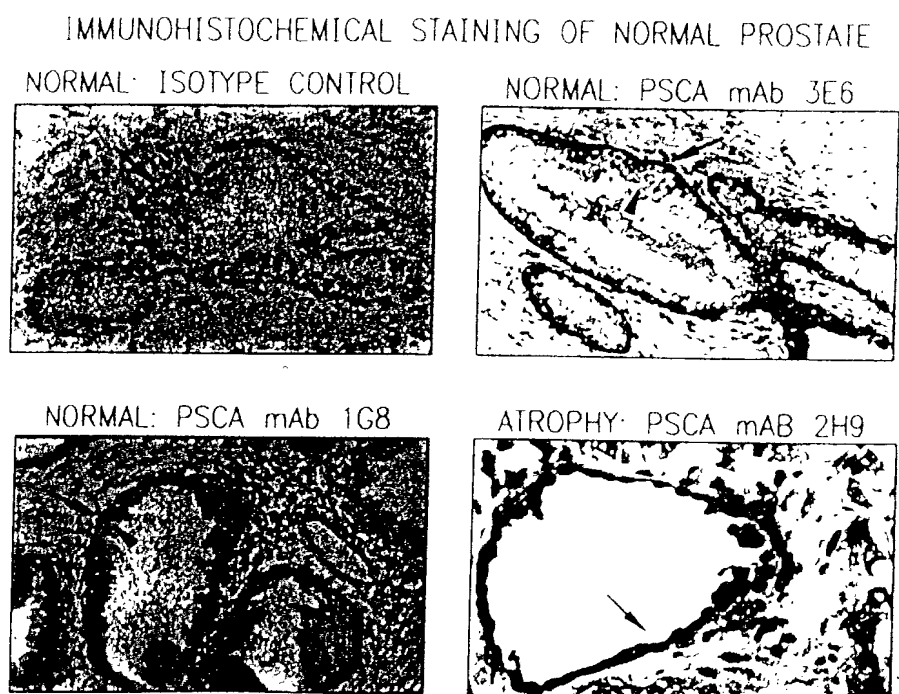 IMMUNOHISTOCHEMICAL STAINING OF NORMAL PROSTATE
NORMAL: ISOTYPE CONTROL
NORMAL: PSCA mAb 3E6
NORMAL: PSCA mAb 1G8
ATROPHY: PSCA mAB 2H9